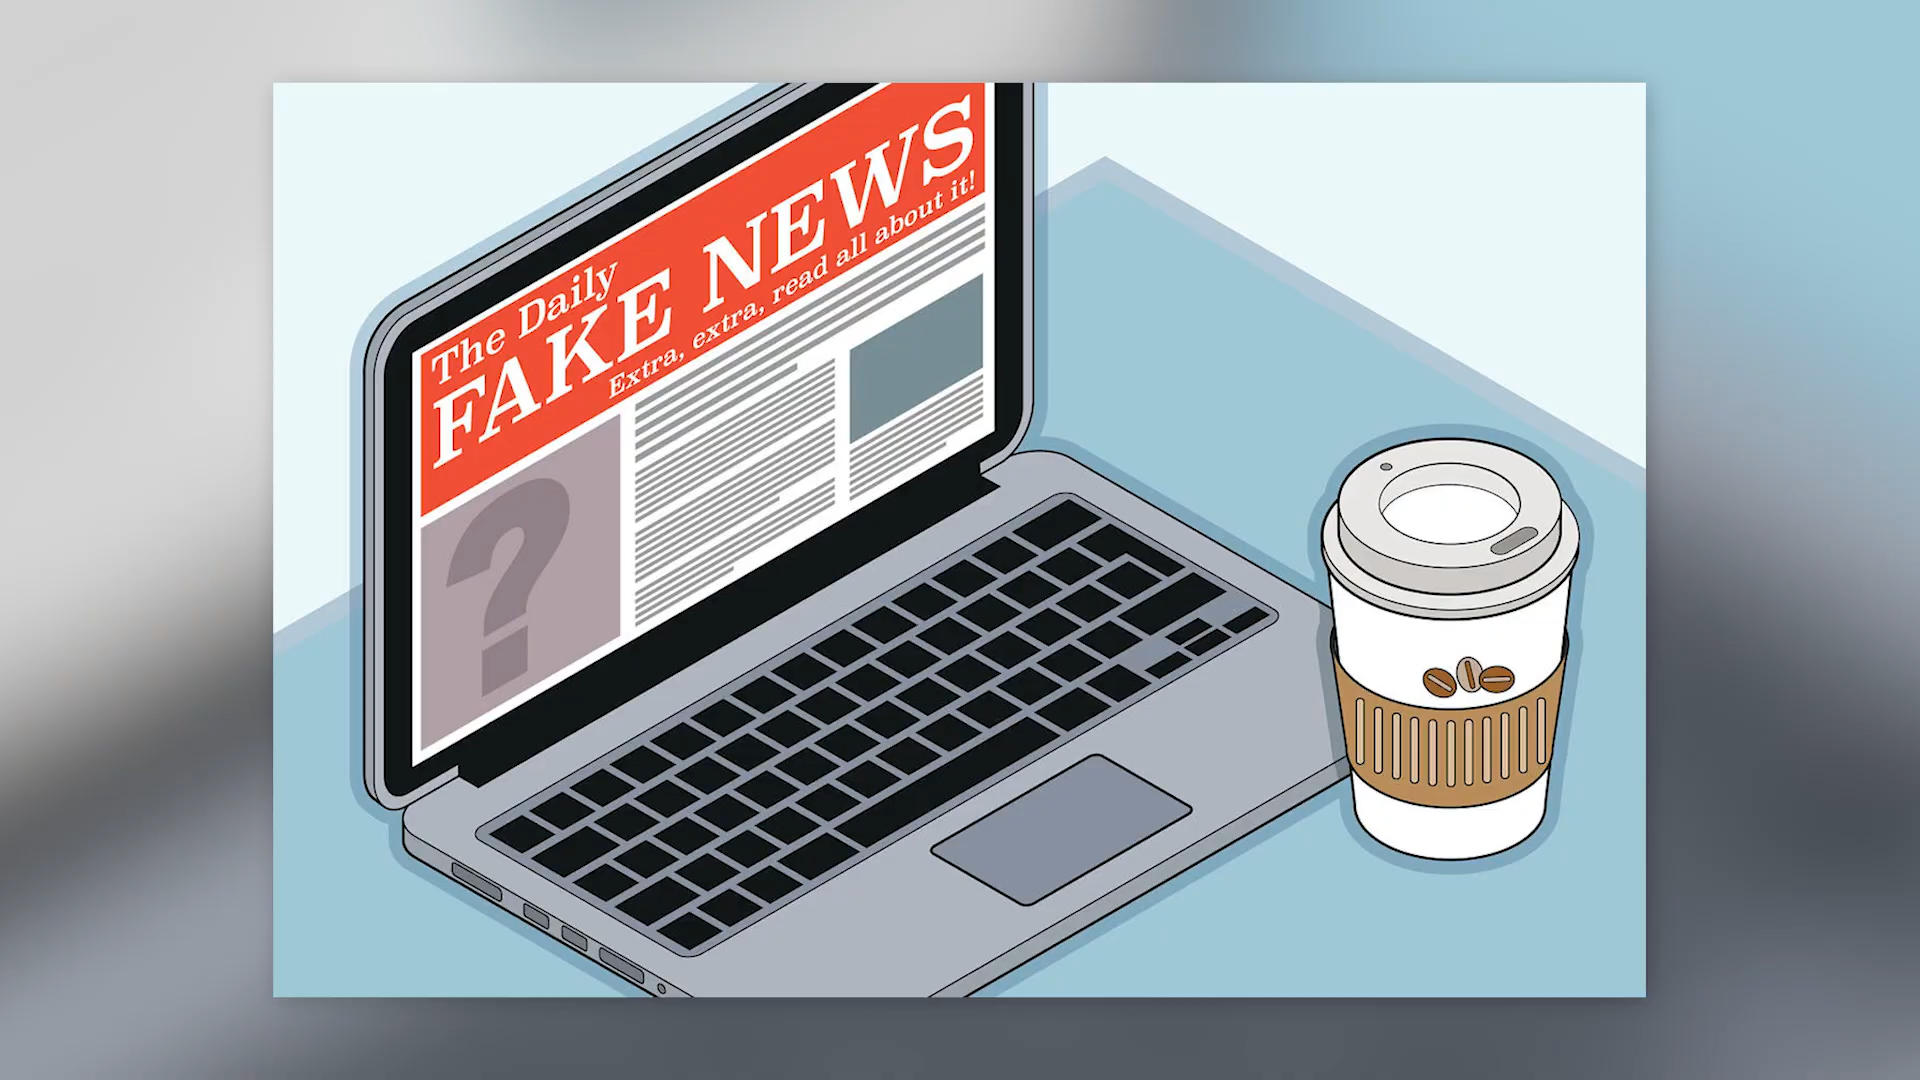 The Daily
FAKE NEWS
Extra, extra, read all about it!
?